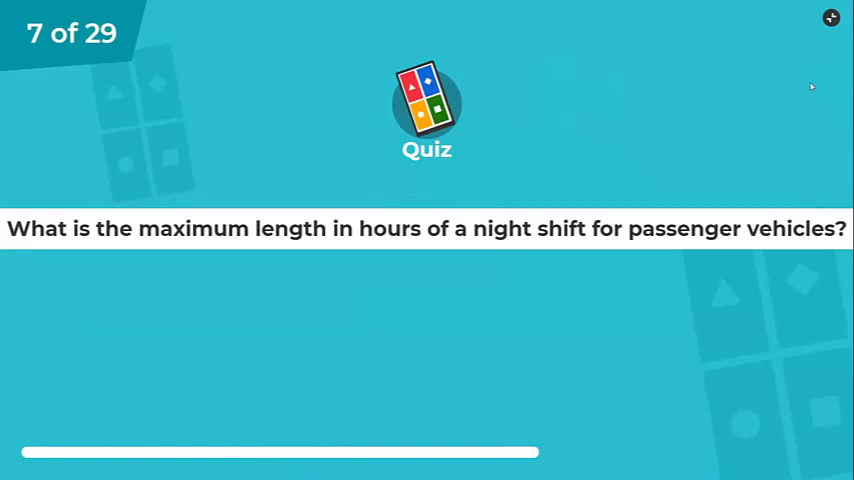 7 of 29
Quiz
What is the maximum length in hours of a night shift for passenger vehicles?